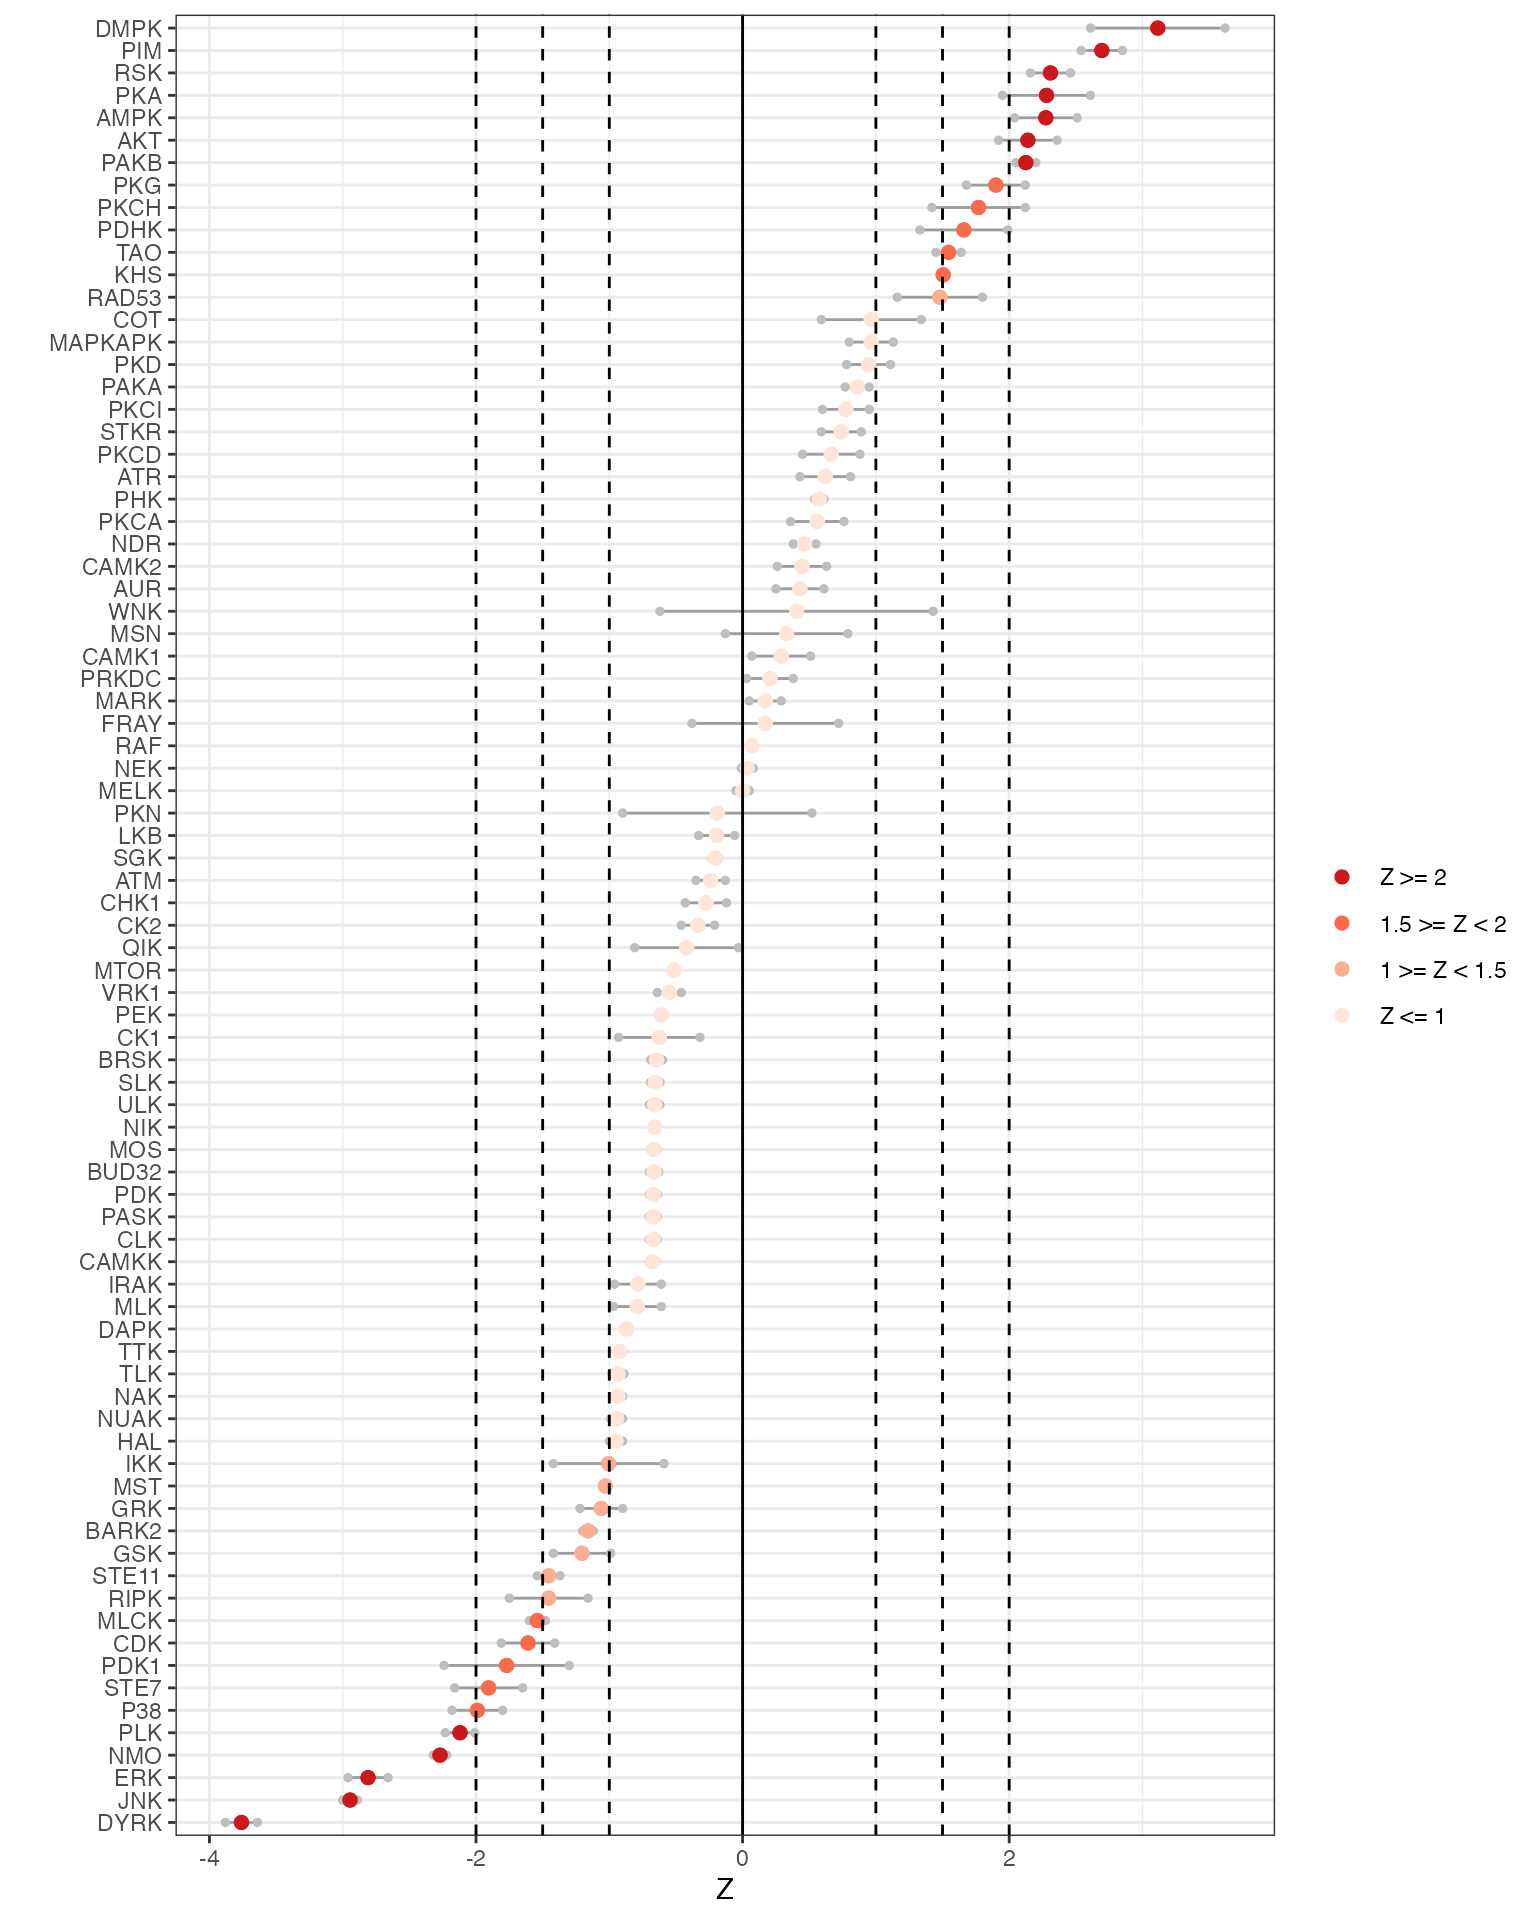 DMPK
PIM
RSK
PKA
AMPK
AKT
PAKB
PKG
PKCH
PDHK
TAO
KHS
RAD53
COT
MAPKAPK
PKD
PAKA
PKCI
STKR
PKCD
ATR
PHK
PKCA
NDR
CAMK2
AUR
WNK
MSN
CAMK1
PRKDC
MARK
FRAY
RAF
NEK
MELK
PKN
LKB
SGK
ATM
CHK1
CK2
QIK
MTOR
VRK1
PEK
CK1
BRSK
SLK
ULK
NIK
MOS
BUD32
PDK
PASK
CLK
CAMKK
IRAK
MLK
DAPK
TTK
TLK
NAK
NUAK
HAL
IKK
MST
GRK
BARK2
GSK
STE11
RIPK
MLCK
CDK
PDK1
STE7
P38
PLK
NMO
ERK
JNK
DYRK
-4 -2 0 2
Z
Z >= 2
1.5 >= Z < 2
1 >= Z < 1.5
Z <= 1